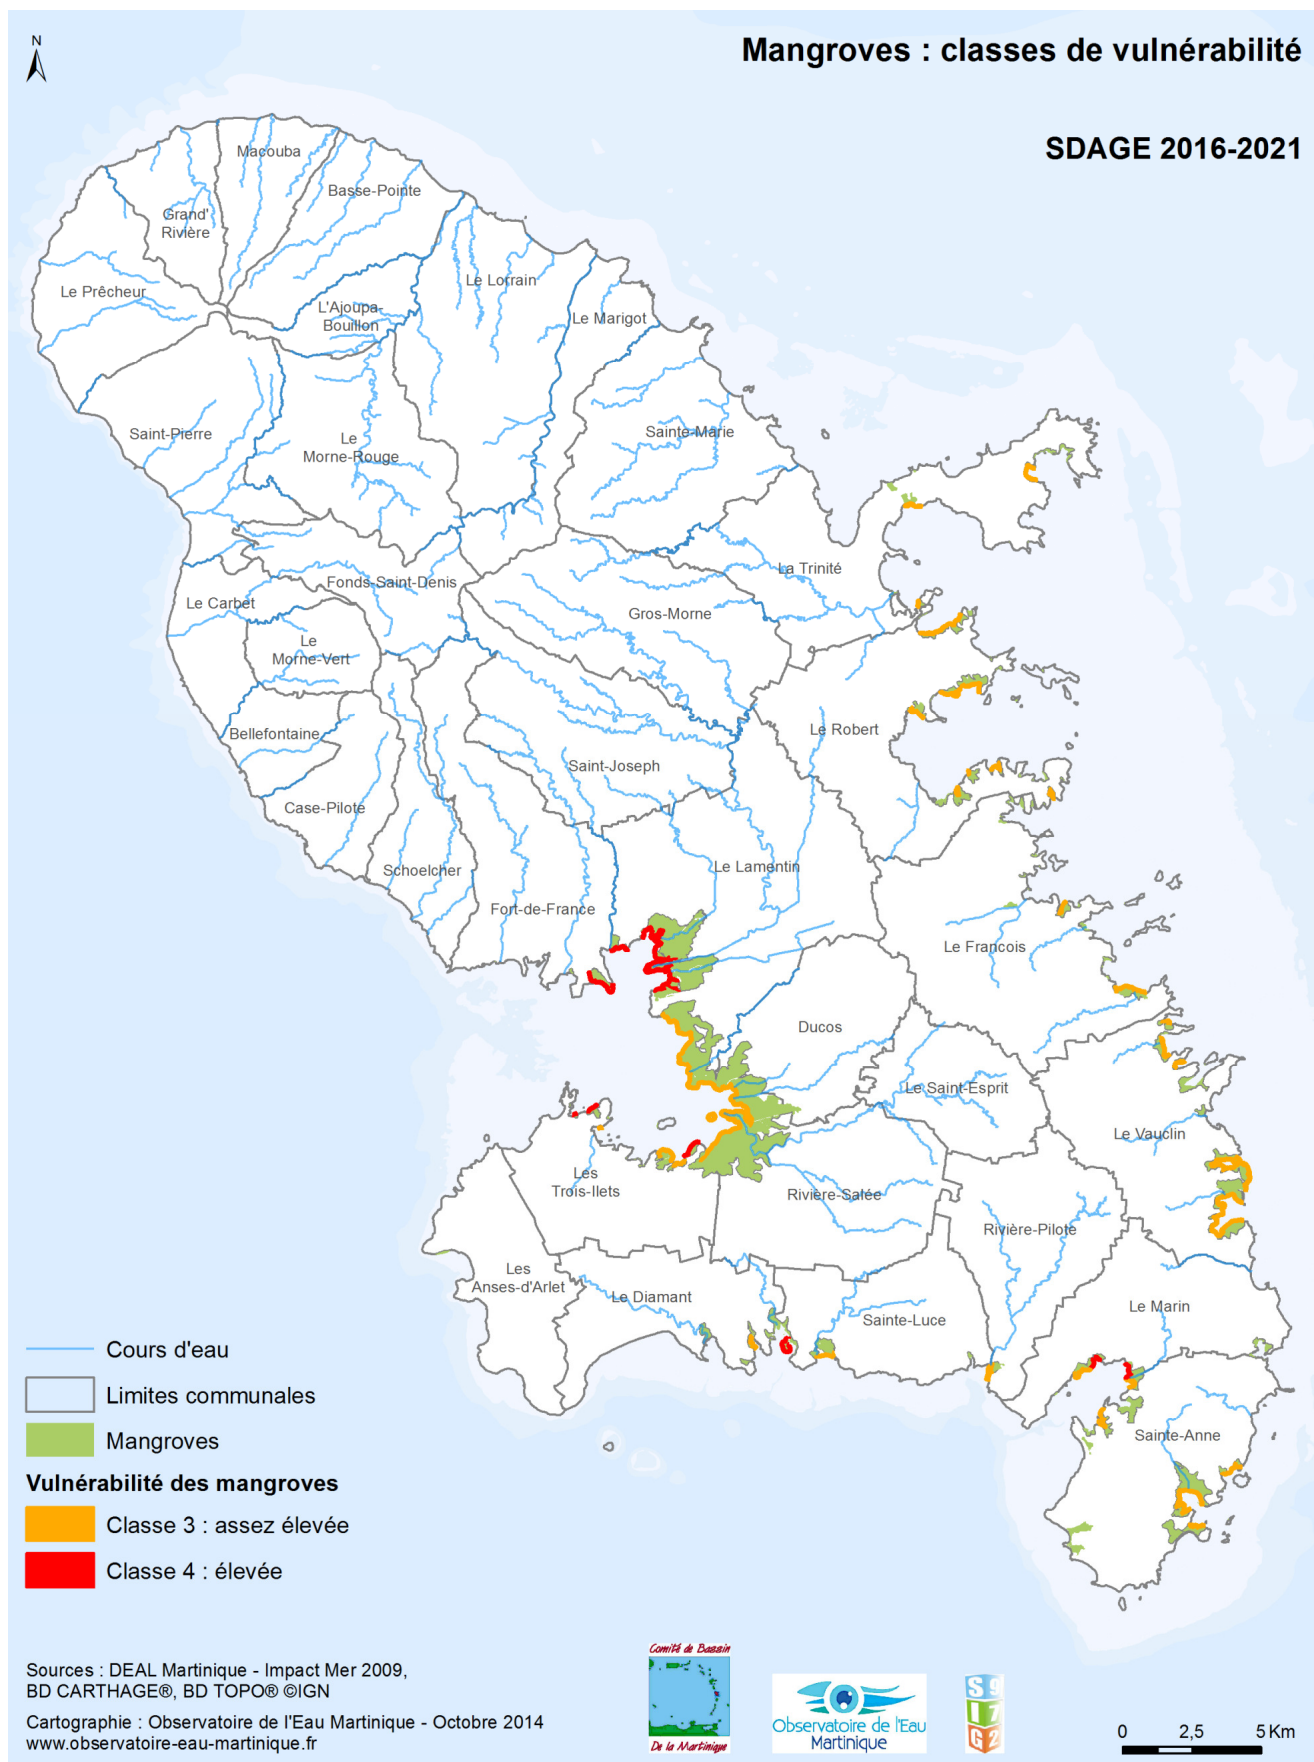 N
Mangroves : classes de vulnérabilité
SDAGE 2016-2021
Macouba
Basse-Pointe
Grand'
Rivière
Le Prêcheur
Le Lorrain
L'Ajoupa-
Bouillon
Le Marigot
Saint-Pierre
Le
Morne-Rouge
Sainte-Marie
La Trinité
Fonds-Saint-Denis
Le Carbet
Gros-Morne
Le
Morne-Vert
Bellefontaine
Le Robert
Saint-Joseph
Case-Pilote
Schoelcher
Le Lamentin
Fort-de-France
Le Francois
Ducos
Le Saint-Esprit
Le Vauclin
Les
Trois-Ilets
Rivière-Salée
Rivière-Pilote
Les
Anses-d'Arlet
Le Diamant
Sainte-Luce
Le Marin
Sainte-Anne
Cours d'eau
Limites communales
Mangroves
Vulnérabilité des mangroves
Classe 3 : assez élevée
Classe 4 : élevée
Sources : DEAL Martinique - Impact Mer 2009,
BD CARTHAGE®, BD TOPO® ©IGN
Cartographie : Observatoire de l'Eau Martinique - Octobre 2014
www.observatoire-eau-martinique.fr
Comité de Bassin
De la Martinique
Observatoire de l'Eau
Martinique
S 9
I 7
G 2
0 2,5 5 Km